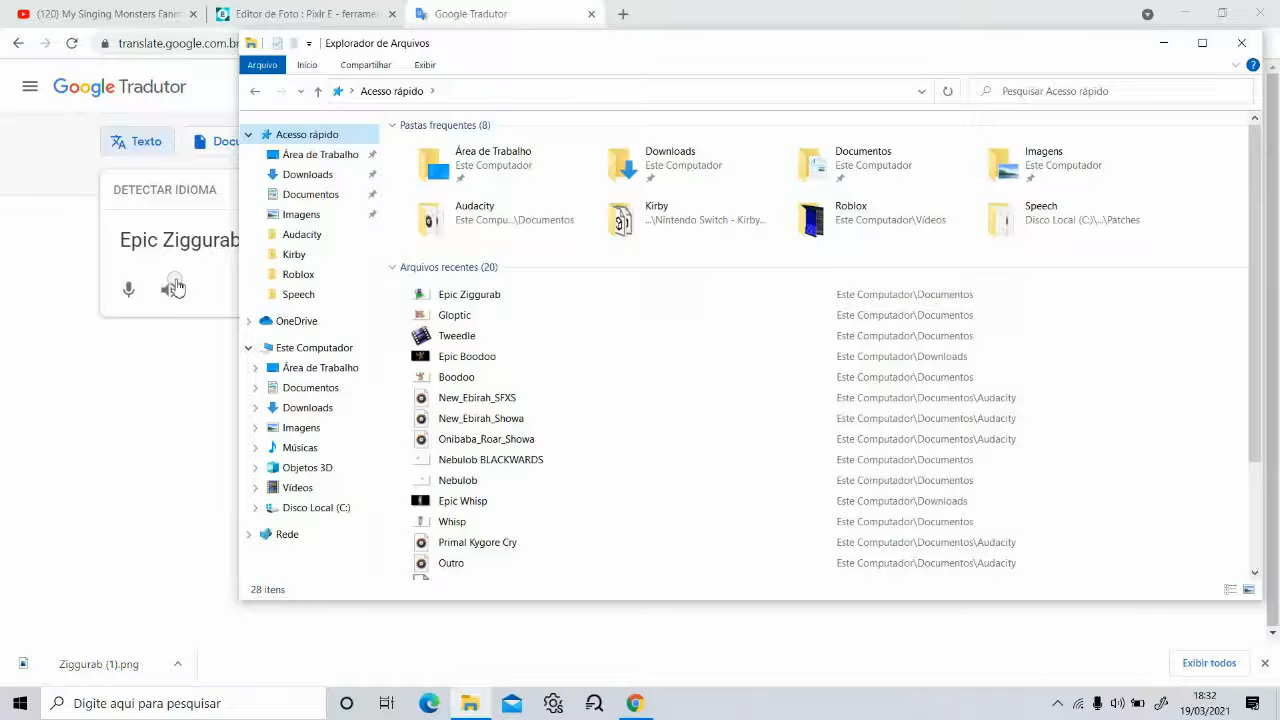 (120) My Singing Monsters Fanm
Editor de Foto : Pixlr E - ferrame
Google Tradutor
translate.google.com.br
Explorador de Arquivos
Arquivo
Início
Compartilhar
Exibir
Google Tradutor
Acesso rápido
Pesquisar Acesso rápido
Texto
Docu
DETECTAR IDIOMA
Epic Ziggurab
Acesso rápido
Área de Trabalho
Downloads
Documentos
Imagens
Audacity
Kirby
Roblox
Speech
OneDrive
Este Computador
Área de Trabalho
Documentos
Downloads
Imagens
Músicas
Objetos 3D
Vídeos
Disco Local (C:)
Rede
Pastas frequentes (8)
Área de Trabalho
Este Computador
Downloads
Este Computador
Documentos
Este Computador
Imagens
Este Computador
Audacity
Este Compu...\Documentos
Kirby
...\Nintendo Switch - Kirby...
Roblox
Este Computador\Vídeos
Speech
Disco Local (C:)\...\Patches
Arquivos recentes (20)
Epic Ziggurab Este Computador\Documentos
Gloptic Este Computador\Documentos
Tweedle Este Computador\Documentos
Epic Boodoo Este Computador\Downloads
Boodoo Este Computador\Documentos
New_Ebirah_SFXS Este Computador\Documentos\Audacity
New_Ebirah_Showa Este Computador\Documentos\Audacity
Onibaba_Roar_Showa Este Computador\Documentos\Audacity
Nebulob BLACKWARDS Este Computador\Documentos
Nebulob Este Computador\Documentos
Epic Whisp Este Computador\Downloads
Whisp Este Computador\Documentos
Primal Kygore Cry Este Computador\Documentos\Audacity
Outro Este Computador\Documentos\Audacity
28 itens
Ziggurab (1).png
Exibir todos
Digite aqui para pesquisar
18:32
19/03/2021